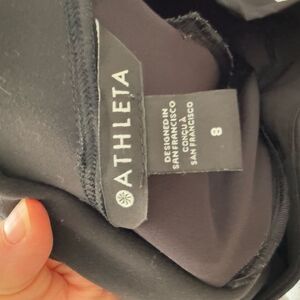 ATHLETA
DESIGNED IN
SAN FRANCISCO
CONÇU À
SAN FRANCISCO
8